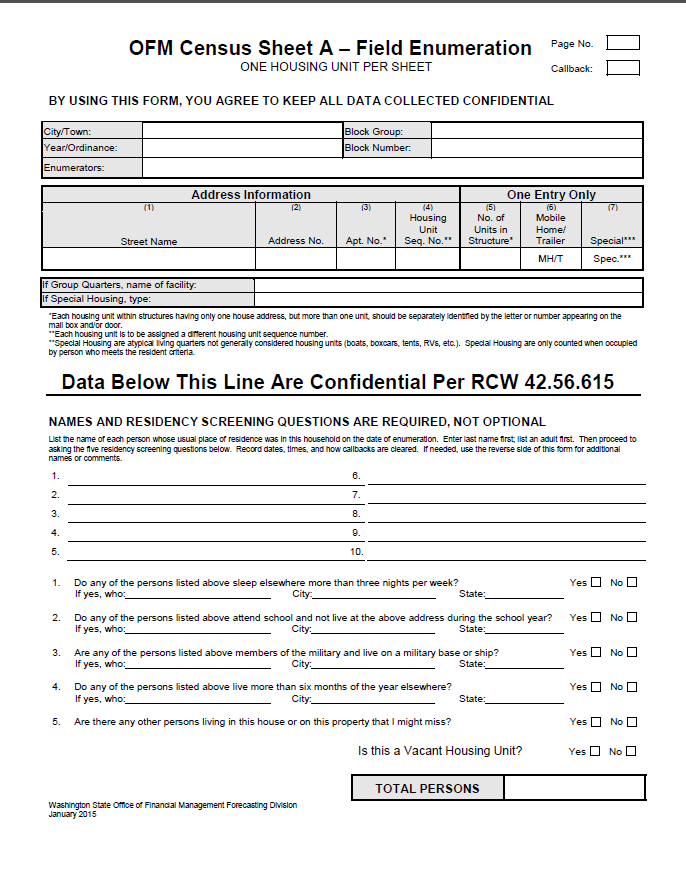 OFM Census Sheet A – Field Enumeration
Page No.
ONE HOUSING UNIT PER SHEET
Callback:
BY USING THIS FORM, YOU AGREE TO KEEP ALL DATA COLLECTED CONFIDENTIAL
City/Town: Block Group:
Year/Ordinance: Block Number:
Enumerators:
Address Information One Entry Only
(1) (2) (3) (4) (5) (6) (7)
Housing No. of Mobile
Unit Units in Home/
Street Name Address No. Apt. No.* Seq. No.** Structure* Trailer Special***
MH/T Spec.***
If Group Quarters, name of facility:
If Special Housing, type:
*Each housing unit within structures having only one house address, but more than one unit, should be separately identified by the letter or number appearing on the
mail box and/or door.
**Each housing unit is to be assigned a different housing unit sequence number.
***Special Housing are atypical living quarters not generally considered housing units (boats, boxcars, tents, RVs, etc.). Special Housing are only counted when occupied
by person who meets the resident criteria.
Data Below This Line Are Confidential Per RCW 42.56.615
NAMES AND RESIDENCY SCREENING QUESTIONS ARE REQUIRED, NOT OPTIONAL
List the name of each person whose usual place of residence was in this household on the date of enumeration. Enter last name first; list an adult first. Then proceed to
asking the five residency screening questions below. Record dates, times, and how callbacks are cleared. If needed, use the reverse side of this form for additional
names or comments.
1. 6.
2. 7.
3. 8.
4. 9.
5. 10.
1. Do any of the persons listed above sleep elsewhere more than three nights per week? Yes No
If yes, who: City: State:
2. Do any of the persons listed above attend school and not live at the above address during the school year? Yes No
If yes, who: City: State:
3. Are any of the persons listed above members of the military and live on a military base or ship? Yes No
If yes, who: City: State:
4. Do any of the persons listed above live more than six months of the year elsewhere? Yes No
If yes, who: City: State:
5. Are there any other persons living in this house or on this property that I might miss? Yes No
Is this a Vacant Housing Unit? Yes No
TOTAL PERSONS
Washington State Office of Financial Management Forecasting Division
January 2015